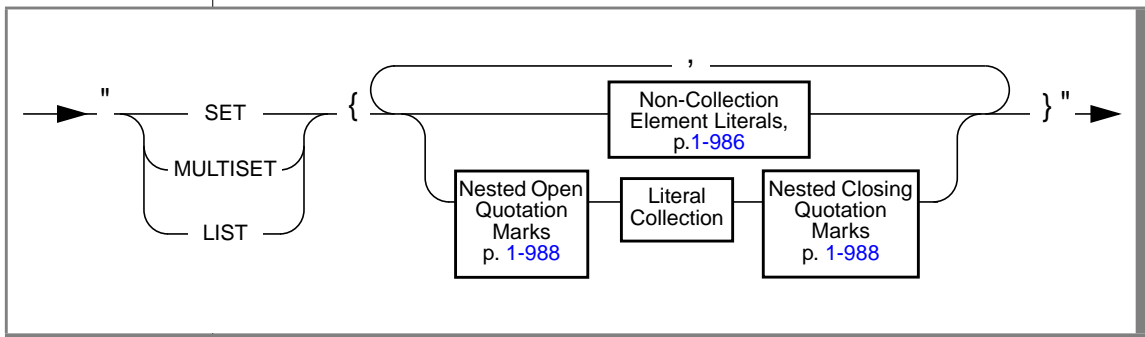 ,
"
SET
{
Non-Collection
Element Literals,
p.1-986
} "
MULTISET
LIST
Nested Open
Quotation
Marks
p. 1-988
Literal
Collection
Nested Closing
Quotation
Marks
p. 1-988